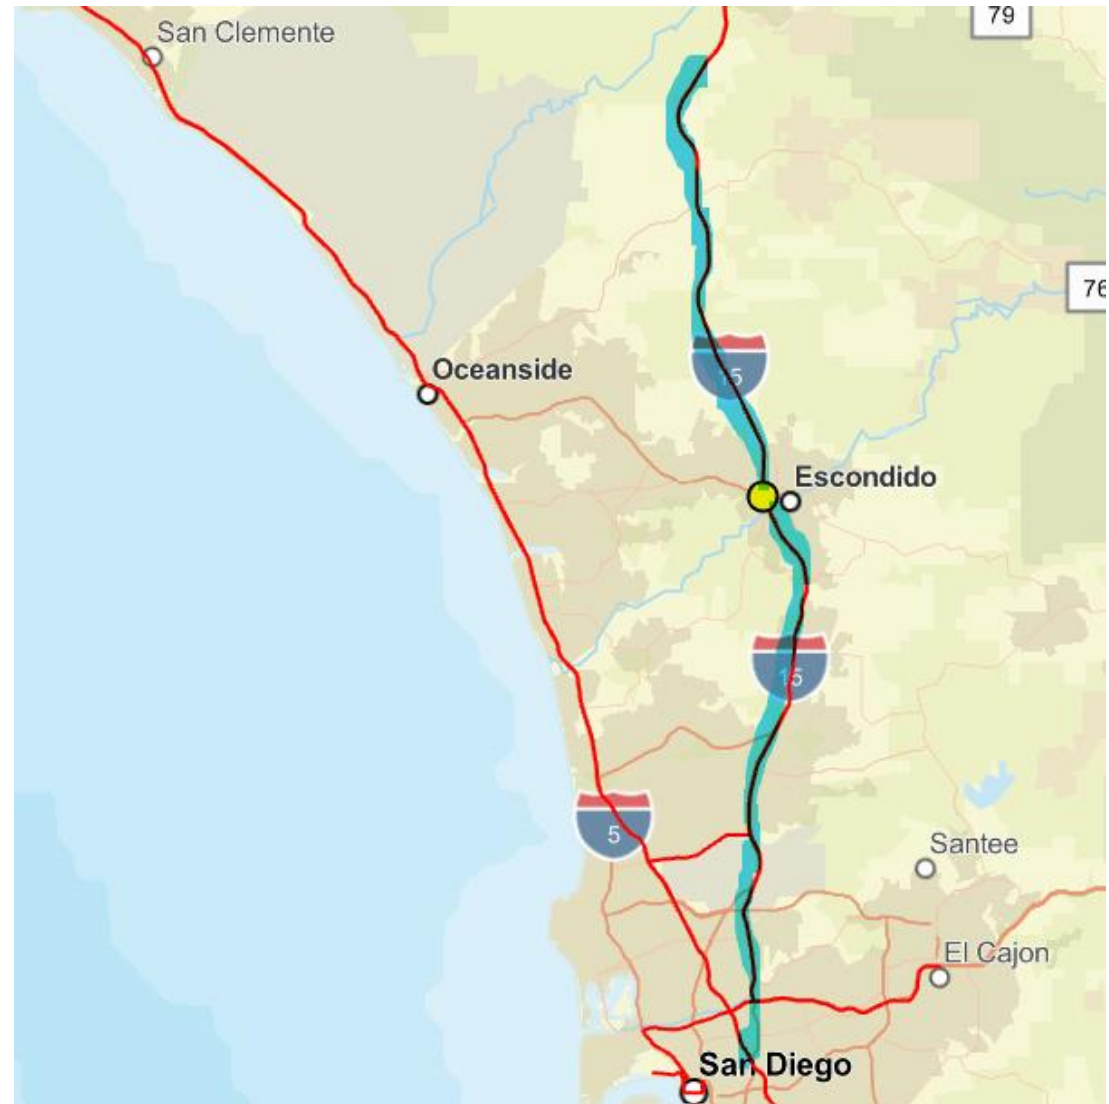 San Clemente
79
76
15
Oceanside
Escondido
15
5
Santee
El Cajon
San Diego